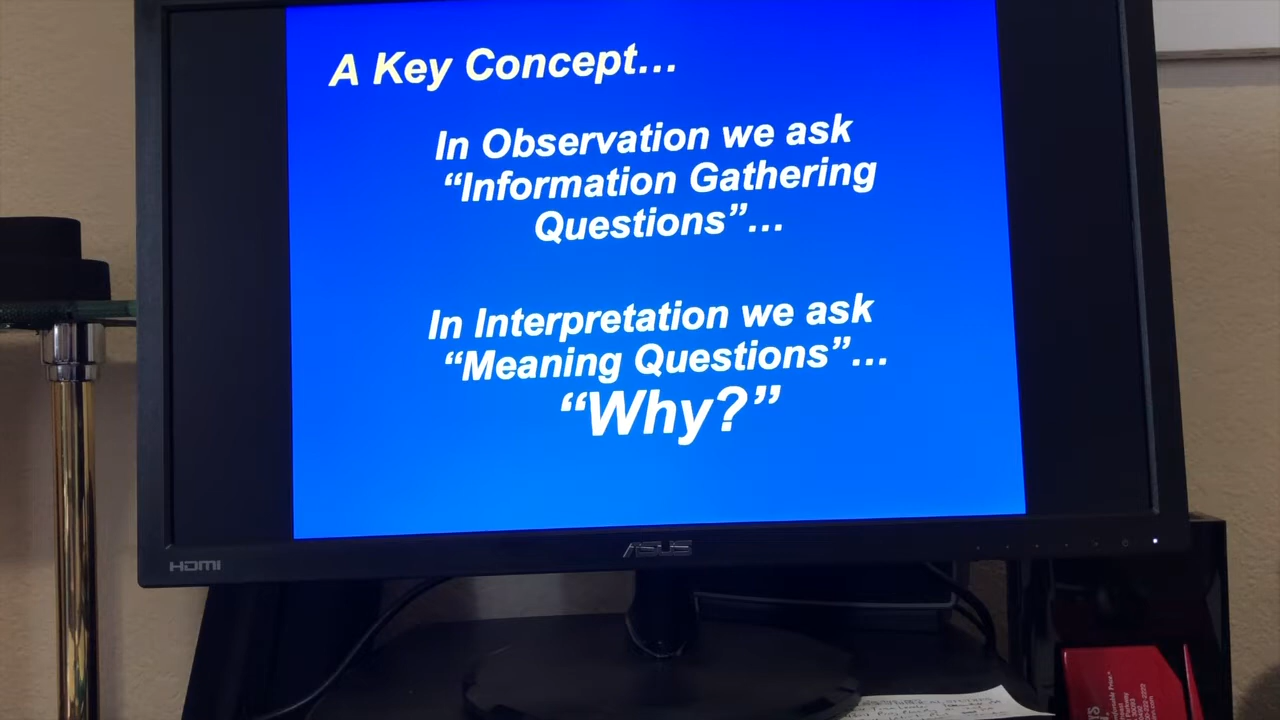 A Key Concept...
In Observation we ask
“Information Gathering
Questions”...
In Interpretation we ask
“Meaning Questions”...
“Why?”
ASUS
HDMI